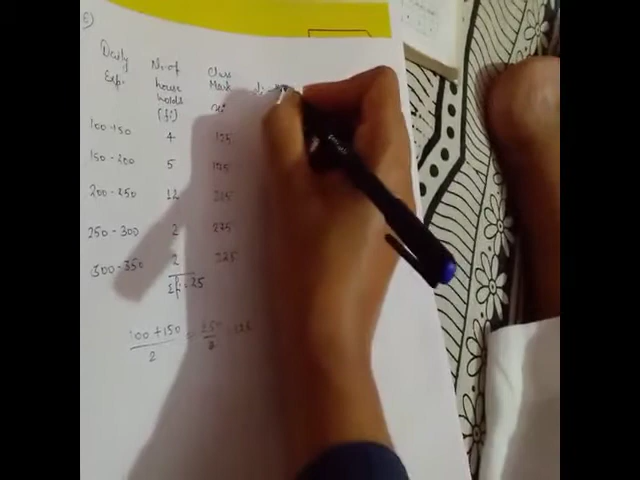 5)
Daily Exp.
No. of house holds (fi)
Class Mark xi
di
100-150 4 125
150-200 5 175
200-250 12 225
250-300 2 275
300-350 2 325
Σfi = 25
100+150 / 2 = 250 / 2 = 125